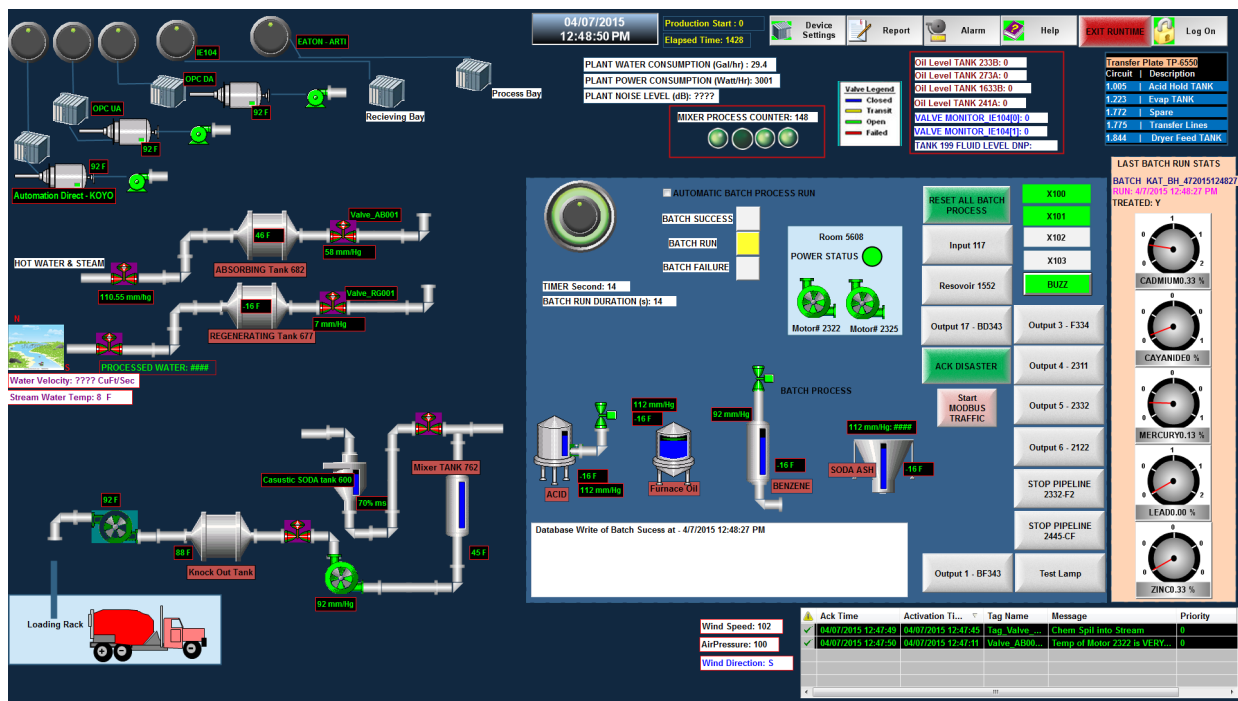 04/07/2015
12:48:50 PM
Production Start : 0
Elapsed Time: 1428
Device Settings
Report
Alarm
Help
EXIT RUNTIME
Log On
IE104
EATON - ARTI
OPC DA
OPC UA
92 F
92 F
92 F
Automation Direct - KOYO
Recieving Bay
Process Bay
PLANT WATER CONSUMPTION (Gal/hr) : 29.4
PLANT POWER CONSUMPTION (Watt/Hr): 3001
PLANT NOISE LEVEL (dB): ????
MIXER PROCESS COUNTER: 148
Valve Legend
Closed
Transit
Open
Failed
Oil Level TANK 233B: 0
Oil Level TANK 273A: 0
Oil Level TANK 1633B: 0
Oil Level TANK 241A: 0
VALVE MONITOR_IE104[0]: 0
VALVE MONITOR_IE104[1]: 0
TANK 199 FLUID LEVEL DNP:
Transfer Plate TP-6550
Circuit | Description
1.005 | Acid Hold TANK
1.223 | Evap TANK
1.772 | Spare
1.775 | Transfer Lines
1.844 | Dryer Feed TANK
HOT WATER & STEAM
110.55 mm/hg
46 F
ABSORBING Tank 682
Valve_AB001
58 mm/Hg
-16 F
REGENERATING Tank 677
Valve_RG001
7 mm/Hg
N
S
PROCESSED WATER: ####
Water Velocity: ???? CuFt/Sec
Stream Water Temp: 8 F
AUTOMATIC BATCH PROCESS RUN
BATCH SUCCESS
BATCH RUN
BATCH FAILURE
TIMER Second: 14
BATCH RUN DURATION (s): 14
Room 5608
POWER STATUS
Motor# 2322
Motor# 2325
RESET ALL BATCH PROCESS
Input 117
Resovoir 1552
Output 17 - BD343
ACK DISASTER
Start MODBUS TRAFFIC
Output 1 - BF343
X100
X101
X102
X103
BUZZ
Output 3 - F334
Output 4 - 2311
Output 5 - 2332
Output 6 - 2122
STOP PIPELINE 2332-F2
STOP PIPELINE 2445-CF
Test Lamp
LAST BATCH RUN STATS
BATCH KAT_BH_472015124827
RUN: 4/7/2015 12:48:27 PM
TREATED: Y
0 1 2
CADMIUM0.33 %
0 0 0
CAYANIDE0 %
0 0 0
MERCURY0.13 %
0 1 2
LEAD0.00 %
0 1 2
ZINC0.33 %
BATCH PROCESS
-16 F
112 mm/Hg
ACID
112 mm/Hg
-16 F
Furnace Oil
92 mm/Hg
-16 F
BENZENE
112 mm/Hg: ####
SODA ASH
-16 F
Database Write of Batch Sucess at - 4/7/2015 12:48:27 PM
Casustic SODA tank 600
70% ms
Mixer TANK 762
45 F
92 F
88 F
Knock Out Tank
92 mm/Hg
Loading Rack
Wind Speed: 102
AirPressure: 100
Wind Direction: S
Ack Time Activation Ti... Tag Name Message Priority
04/07/2015 12:47:49 04/07/2015 12:47:45 Tag_Valve_... Chem Spil into Stream 0
04/07/2015 12:47:50 04/07/2015 12:47:11 Valve_AB00... Temp of Motor 2322 is VERY... 0